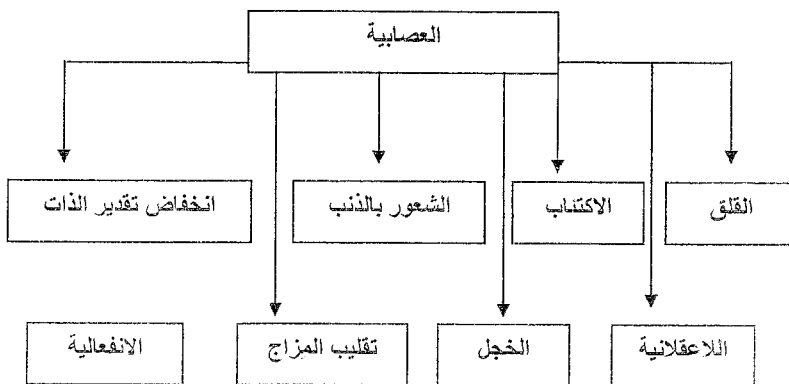 العصابية
القلق
الاكتئاب
الشعور بالذنب
انخفاض تقدير الذات
اللاعقلانية
الخجل
تقليب المزاج
الانفعالية